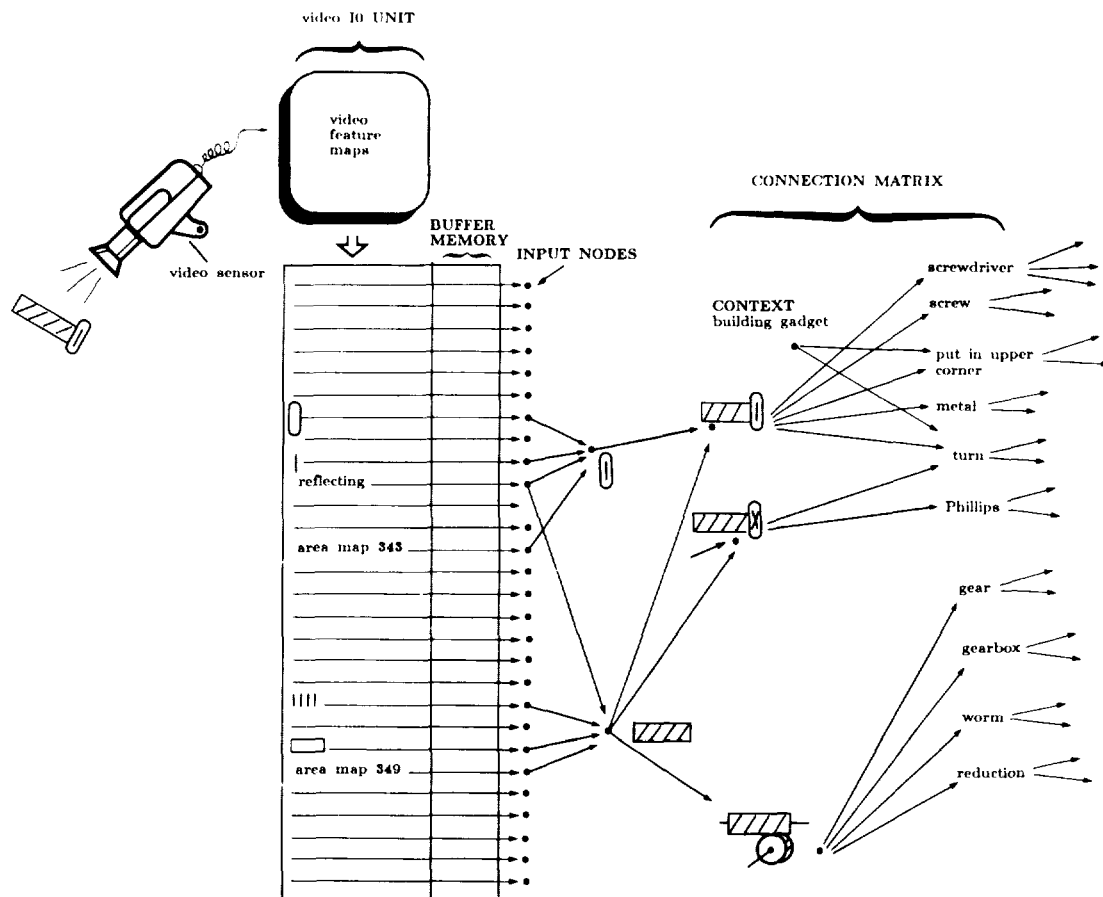 video IO UNIT
video
feature
maps
CONNECTION MATRIX
BUFFER
MEMORY
INPUT NODES
video sensor
screwdriver
CONTEXT
building gadget
screw
put in upper
corner
metal
turn
reflecting
Phillips
area map 343
gear
gearbox
worm
area map 349
reduction